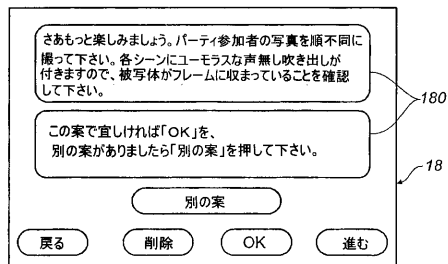 さあもっと楽しみましょう。パーティ参加者の写真を順不同に
撮って下さい。各シーンにユーモラスな声無し吹き出しが
付きますので、被写体がフレームに収まっていることを確認
して下さい。
180
この案で宜しければ「OK」を、
別の案がありましたら「別の案」を押して下さい。
18
別の案
戻る
削除
OK
進む